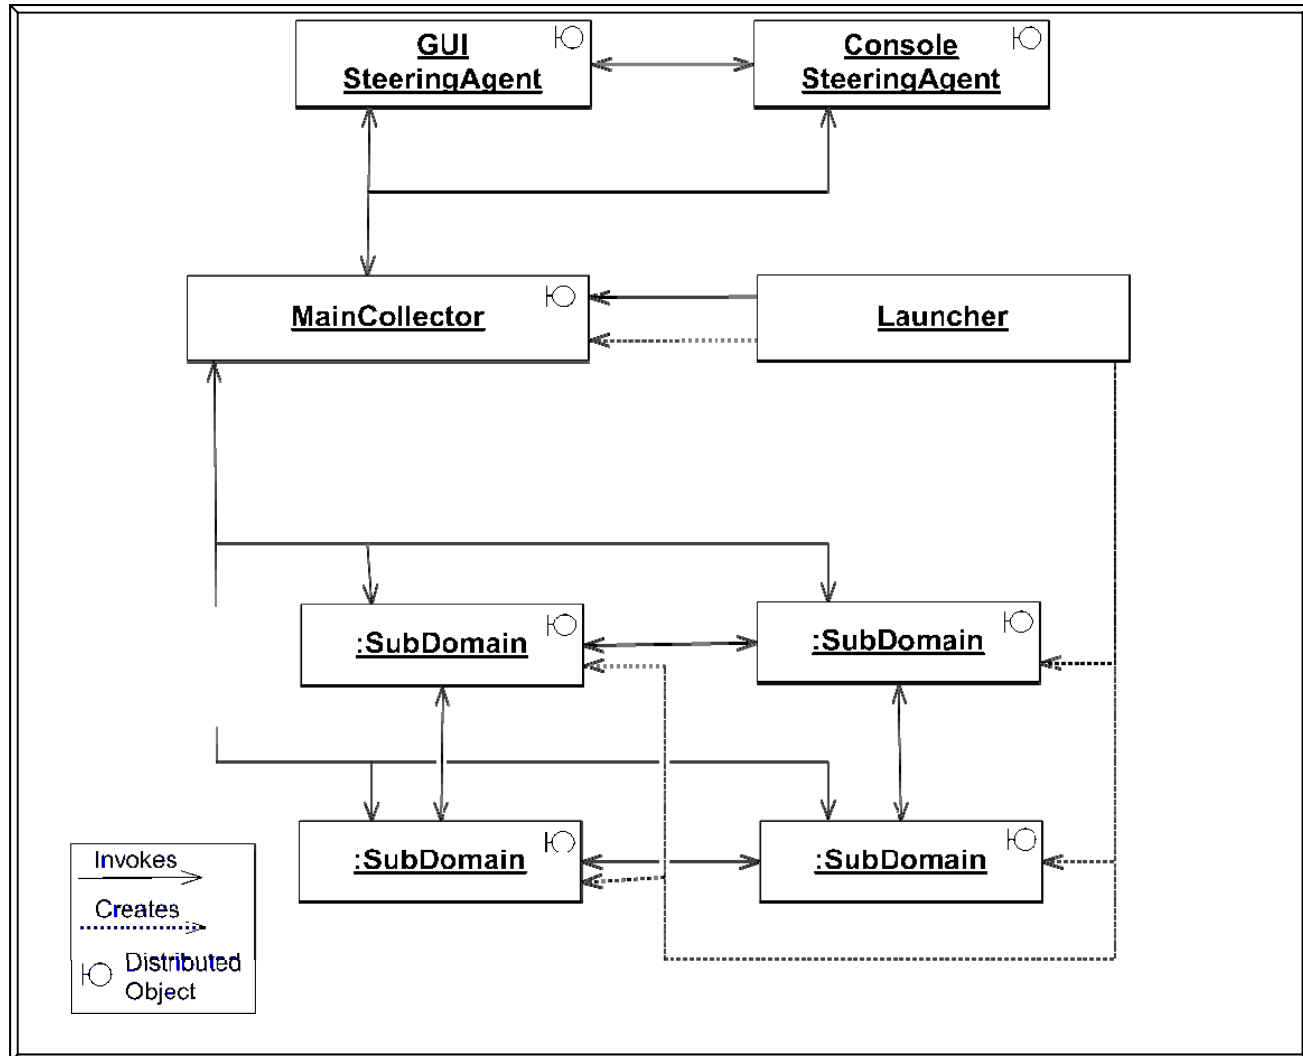 GUI
SteeringAgent
Console
SteeringAgent
MainCollector
Launcher
:SubDomain
:SubDomain
:SubDomain
:SubDomain
Invokes
Creates
Distributed
Object